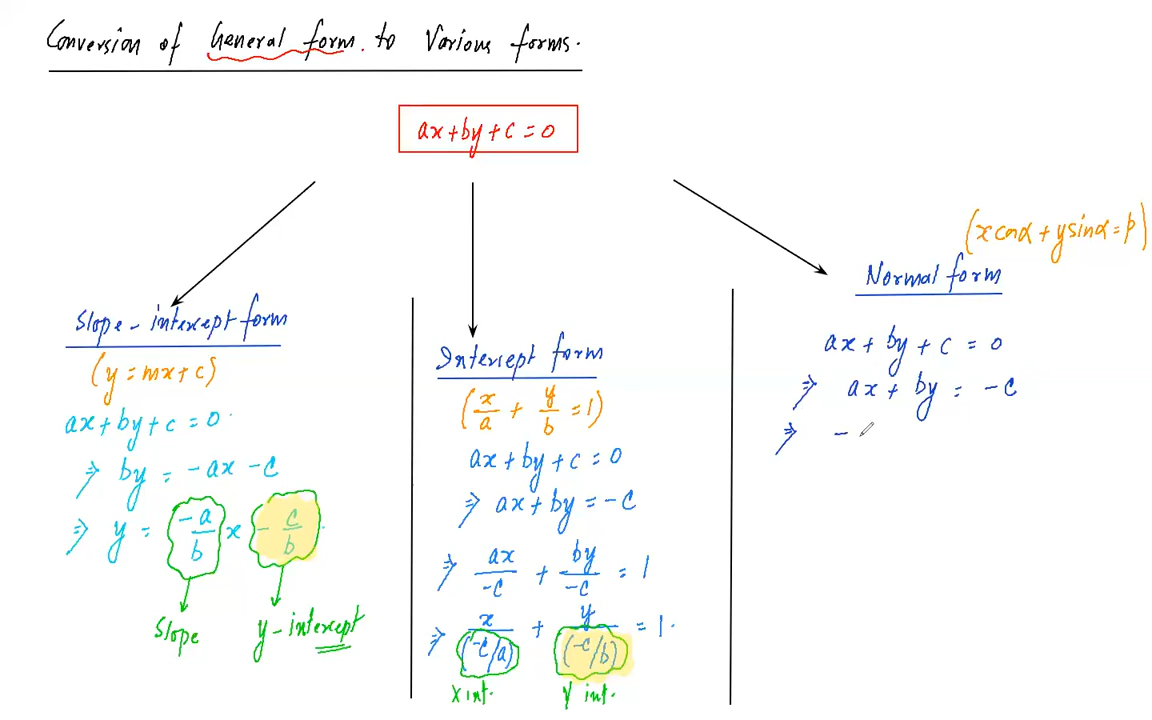 Conversion of General form to Various forms.
ax+by+c=0
Slope-intercept form
(y=mx+c)
ax+by+c=0
⇒ by = -ax -c
⇒ y = -a/b x - c/b
Slope
y-intercept
Intercept form
(x/a + y/b =1)
ax+by+c=0
⇒ ax+by=-c
⇒ ax/-c + by/-c = 1
⇒ x/(-c/a) + y/(-c/b) = 1.
X int.
Y int.
(x cosα + y sinα = p)
Normal form
ax+by+c = 0
⇒ ax+by = -c
⇒ -